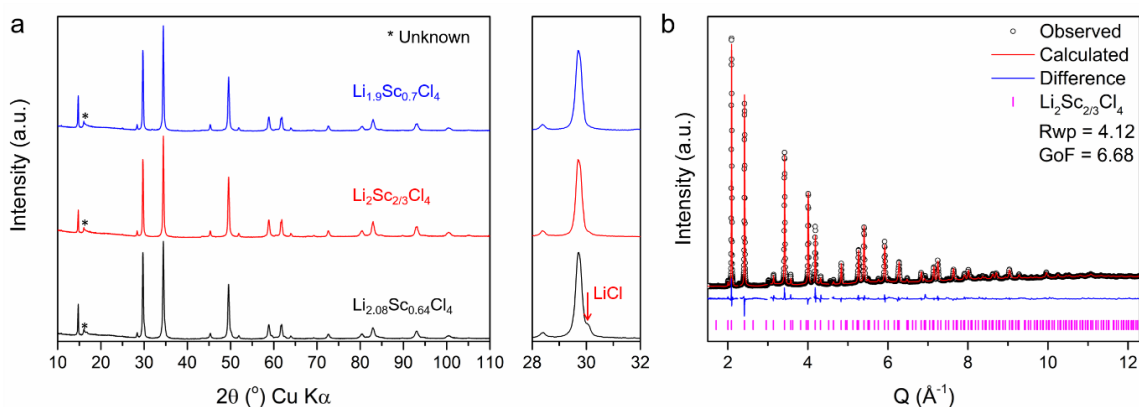 a
* Unknown
Li1.9Sc0.7Cl4
*
Li2Sc2/3Cl4
*
Li2.08Sc0.64Cl4
*
Intensity (a.u.)
10 20 30 40 50 60 70 80 90 100 110
2θ (°) Cu Kα
LiCl
28 30 32
b
Observed
Calculated
Difference
Li2Sc2/3Cl4
Rwp = 4.12
GoF = 6.68
Intensity (a.u.)
2 4 6 8 10 12
Q (Å-1)